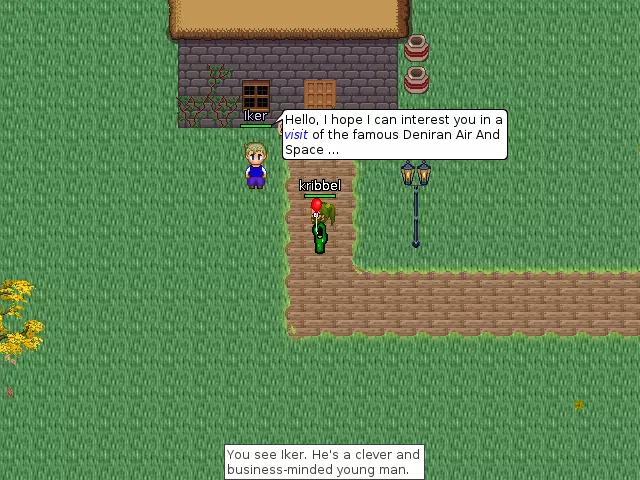 Iker
Hello, I hope I can interest you in a
visit of the famous Deniran Air And
Space ...
kribbel
You see Iker. He's a clever and
business-minded young man.